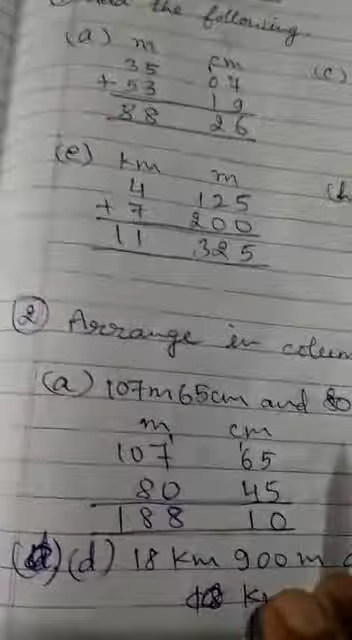 the following
(a) m cm
35 07
+ 53 19
88 26
(c)
(e) km m
4 125
+ 7 200
11 325
② Arrange in colum
(a) 107m 65cm and 80
m cm
107 65
80 45
188 10
(d) 18 Km 900 m